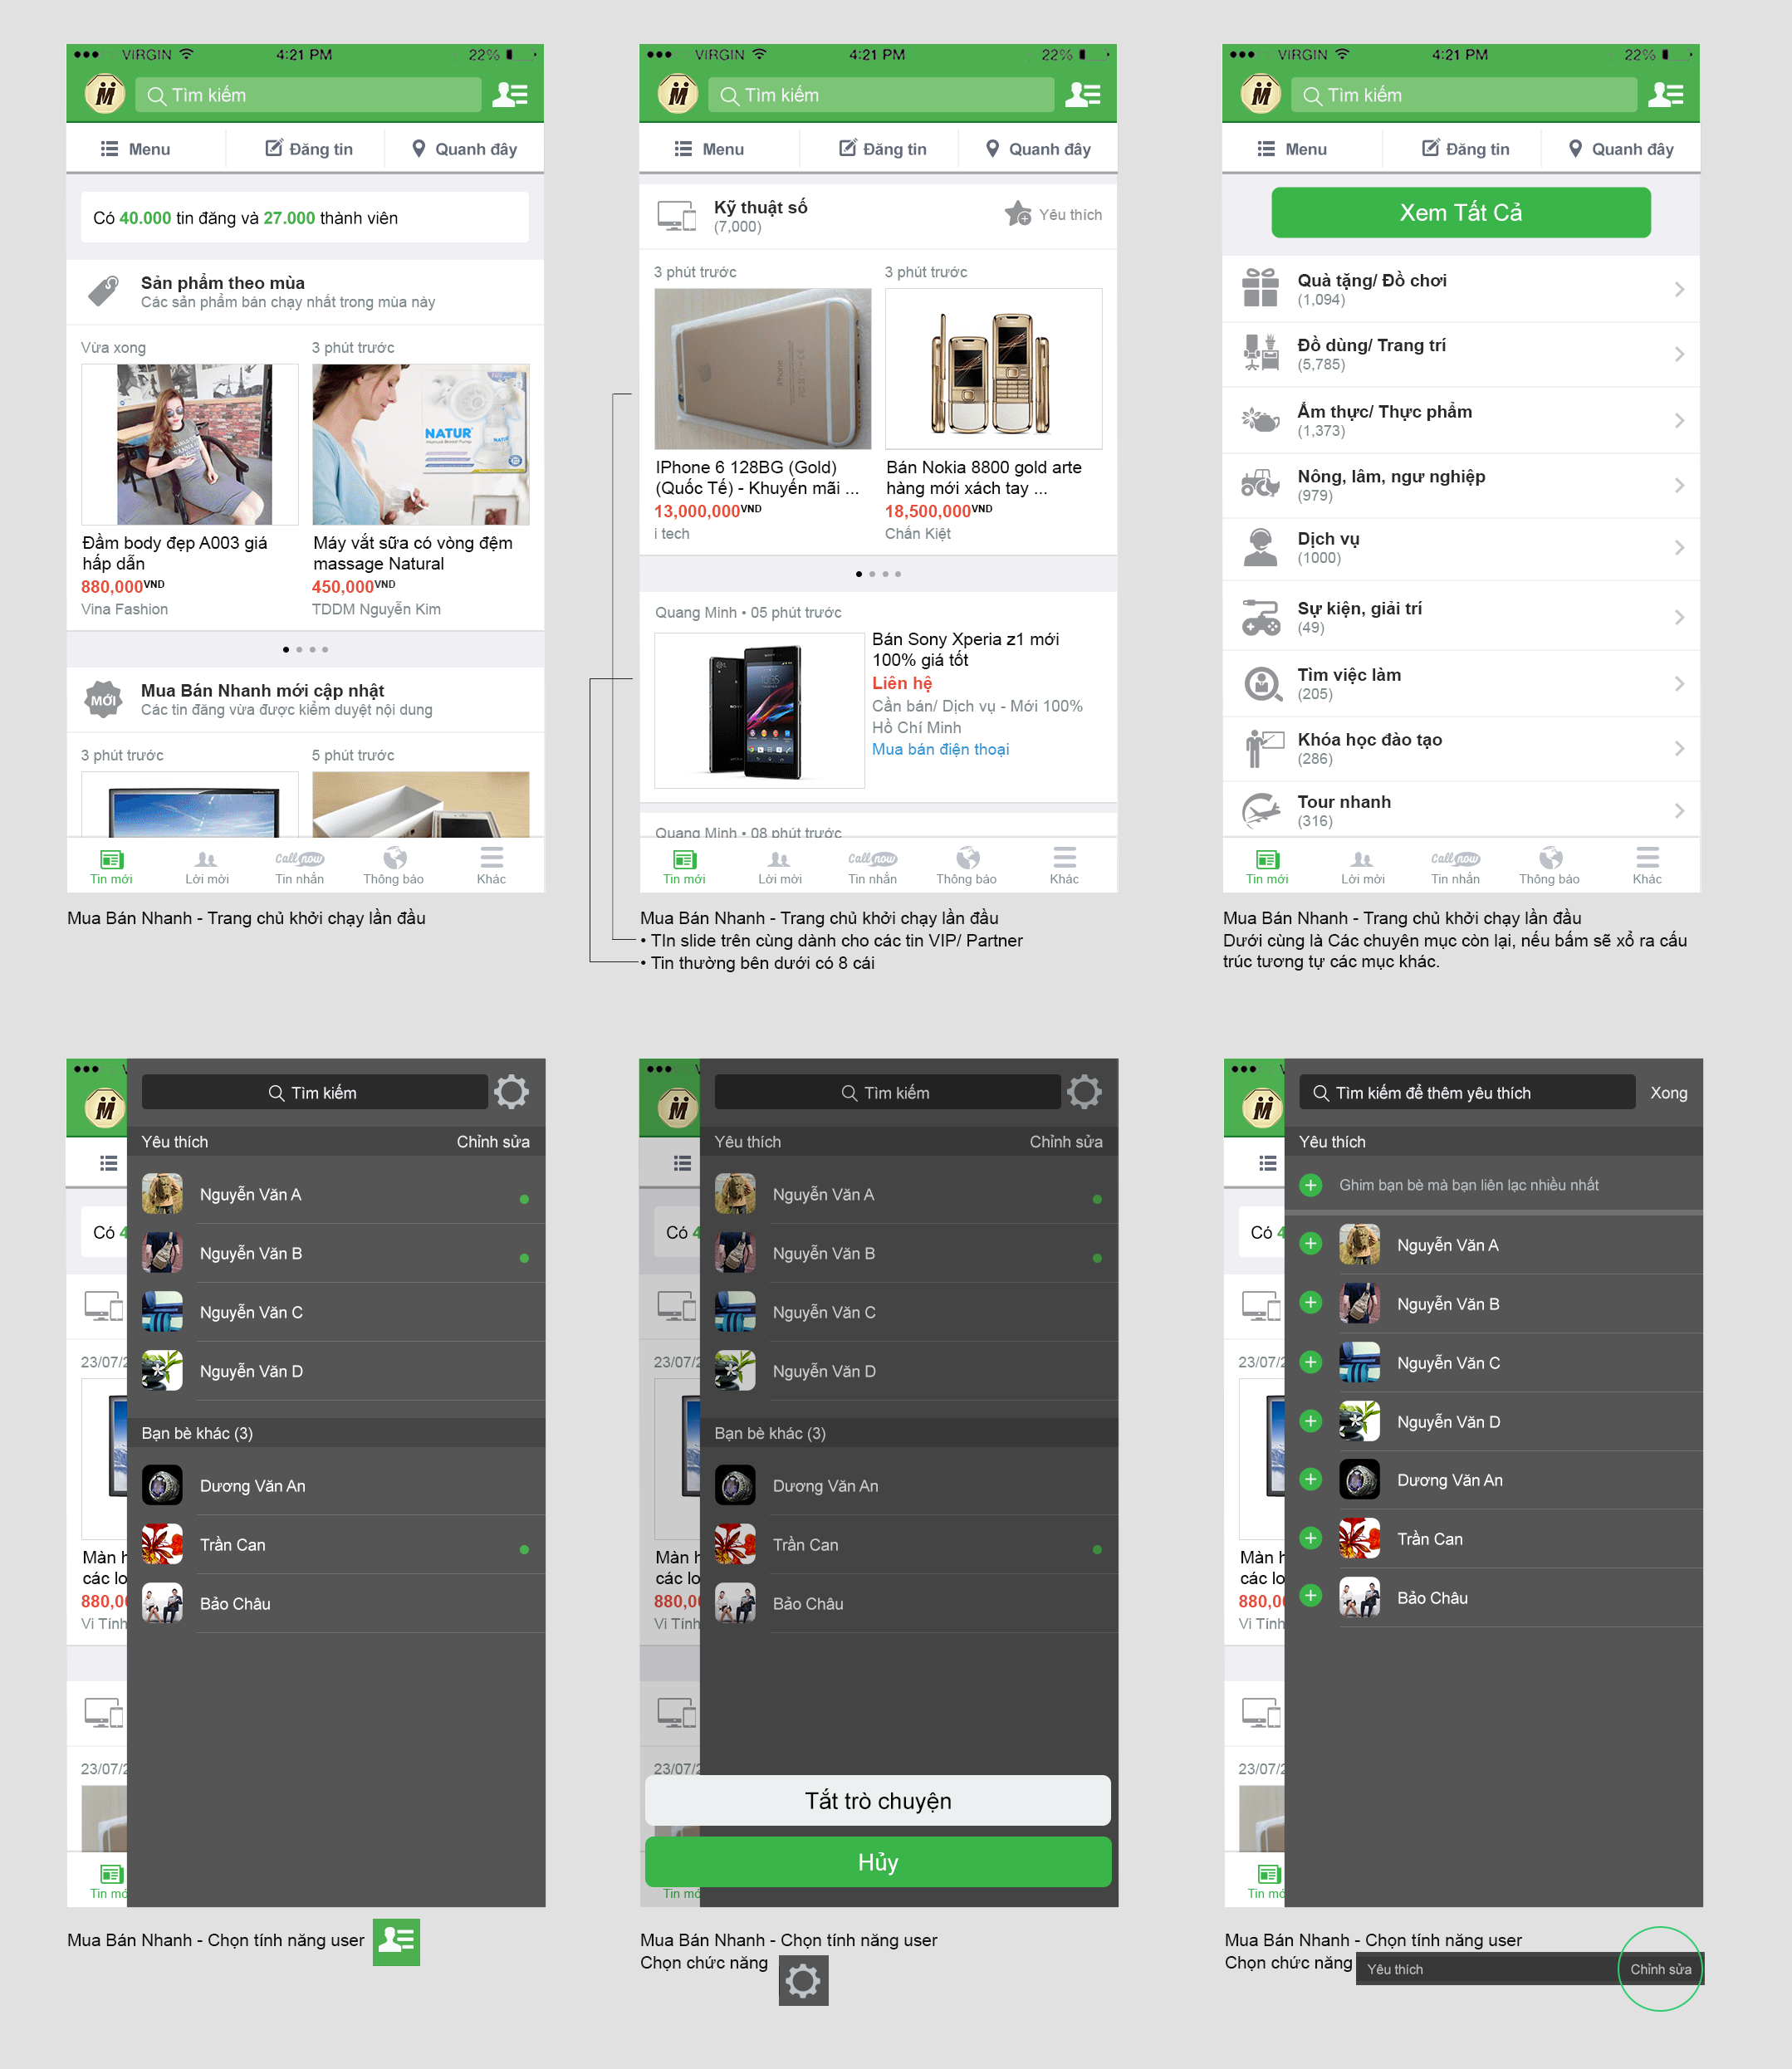 VIRGIN 4:21 PM 22%
Tìm kiếm
Menu Đăng tin Quanh đây
Có 40.000 tin đăng và 27.000 thành viên
Sản phẩm theo mùa
Các sản phẩm bán chạy nhất trong mùa này
Vừa xong 3 phút trước
NATUR
Đầm body đẹp A003 giá
hấp dẫn
880,000VND
Vina Fashion
Máy vắt sữa có vòng đệm
massage Natural
450,000VND
TDDM Nguyễn Kim
MỚI
Mua Bán Nhanh mới cập nhật
Các tin đăng vừa được kiểm duyệt nội dung
3 phút trước 5 phút trước
Tin mới Lời mời Call now Tin nhắn Thông báo Khác
Mua Bán Nhanh - Trang chủ khởi chạy lần đầu
VIRGIN 4:21 PM 22%
Tìm kiếm
Menu Đăng tin Quanh đây
Kỹ thuật số
(7,000)
Yêu thích
3 phút trước 3 phút trước
iPhone
IPhone 6 128BG (Gold)
(Quốc Tế) - Khuyến mãi ...
13,000,000VND
i tech
Bán Nokia 8800 gold arte
hàng mới xách tay ...
18,500,000VND
Chấn Kiệt
Quang Minh • 05 phút trước
SONY
Bán Sony Xperia z1 mới
100% giá tốt
Liên hệ
Cần bán/ Dịch vụ - Mới 100%
Hồ Chí Minh
Mua bán điện thoại
Quang Minh • 08 phút trước
Tin mới Lời mời Call now Tin nhắn Thông báo Khác
Mua Bán Nhanh - Trang chủ khởi chạy lần đầu
• TIn slide trên cùng dành cho các tin VIP/ Partner
• Tin thường bên dưới có 8 cái
VIRGIN 4:21 PM 22%
Tìm kiếm
Menu Đăng tin Quanh đây
Xem Tất Cả
Quà tặng/ Đồ chơi
(1,094)
Đồ dùng/ Trang trí
(5,785)
Ẩm thực/ Thực phẩm
(1,373)
Nông, lâm, ngư nghiệp
(979)
Dịch vụ
(1000)
Sự kiện, giải trí
(49)
Tìm việc làm
(205)
Khóa học đào tạo
(286)
Tour nhanh
(316)
Tin mới Lời mời Call now Tin nhắn Thông báo Khác
Mua Bán Nhanh - Trang chủ khởi chạy lần đầu
Dưới cùng là Các chuyên mục còn lại, nếu bấm sẽ xổ ra cấu
trúc tương tự các mục khác.
Tìm kiếm
Yêu thích Chỉnh sửa
Nguyễn Văn A
Nguyễn Văn B
Nguyễn Văn C
Nguyễn Văn D
Bạn bè khác (3)
Dương Văn An
Trần Can
Bảo Châu
Có 4
23/07/2
Màn h
các lo
880,00
Vi Tính
23/07/2
Tin mớ
Mua Bán Nhanh - Chọn tính năng user
Tìm kiếm
Yêu thích Chỉnh sửa
Nguyễn Văn A
Nguyễn Văn B
Nguyễn Văn C
Nguyễn Văn D
Bạn bè khác (3)
Dương Văn An
Trần Can
Bảo Châu
Có 4
23/07/2
Màn h
các lo
880,00
Vi Tính
23/07/2
Tắt trò chuyện
Hủy
Tin mớ
Mua Bán Nhanh - Chọn tính năng user
Chọn chức năng
Tìm kiếm để thêm yêu thích Xong
Yêu thích
Ghim bạn bè mà bạn liên lạc nhiều nhất
Nguyễn Văn A
Nguyễn Văn B
Nguyễn Văn C
Nguyễn Văn D
Dương Văn An
Trần Can
Bảo Châu
Có 4
23/07/2
Màn h
các lo
880,00
Vi Tính
23/07/2
Tin mớ
Mua Bán Nhanh - Chọn tính năng user
Chọn chức năng Yêu thích Chỉnh sửa